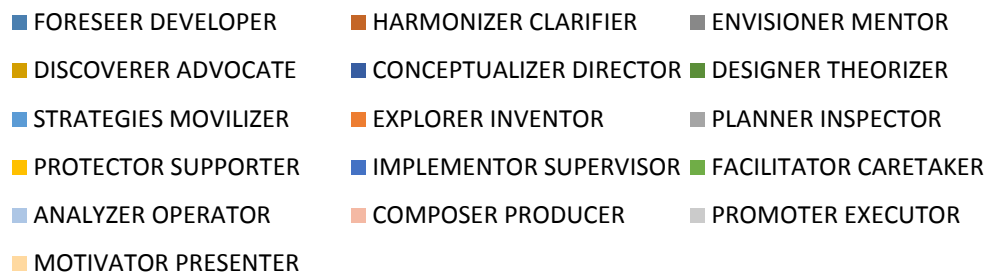 FORESEER DEVELOPER HARMONIZER CLARIFIER ENVISIONER MENTOR
DISCOVERER ADVOCATE CONCEPTUALIZER DIRECTOR DESIGNER THEORIZER
STRATEGIES MOVILIZER EXPLORER INVENTOR PLANNER INSPECTOR
PROTECTOR SUPPORTER IMPLEMENTOR SUPERVISOR FACILITATOR CARETAKER
ANALYZER OPERATOR COMPOSER PRODUCER PROMOTER EXECUTOR
MOTIVATOR PRESENTER